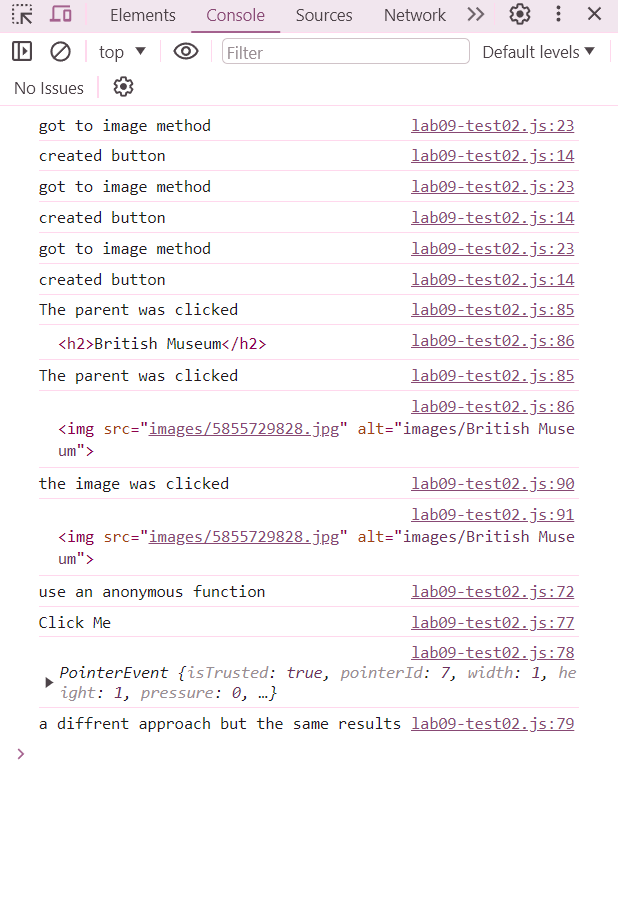 Elements Console Sources Network
top Filter Default levels
No Issues
got to image method lab09-test02.js:23
created button lab09-test02.js:14
got to image method lab09-test02.js:23
created button lab09-test02.js:14
got to image method lab09-test02.js:23
created button lab09-test02.js:14
The parent was clicked lab09-test02.js:85
<h2>British Museum</h2> lab09-test02.js:86
The parent was clicked lab09-test02.js:85
lab09-test02.js:86
<img src="images/5855729828.jpg" alt="images/British Muse
um">
the image was clicked lab09-test02.js:90
lab09-test02.js:91
<img src="images/5855729828.jpg" alt="images/British Muse
um">
use an anonymous function lab09-test02.js:72
Click Me lab09-test02.js:77
lab09-test02.js:78
PointerEvent {isTrusted: true, pointerId: 7, width: 1, he
ight: 1, pressure: 0, …}
a diffrent approach but the same results lab09-test02.js:79